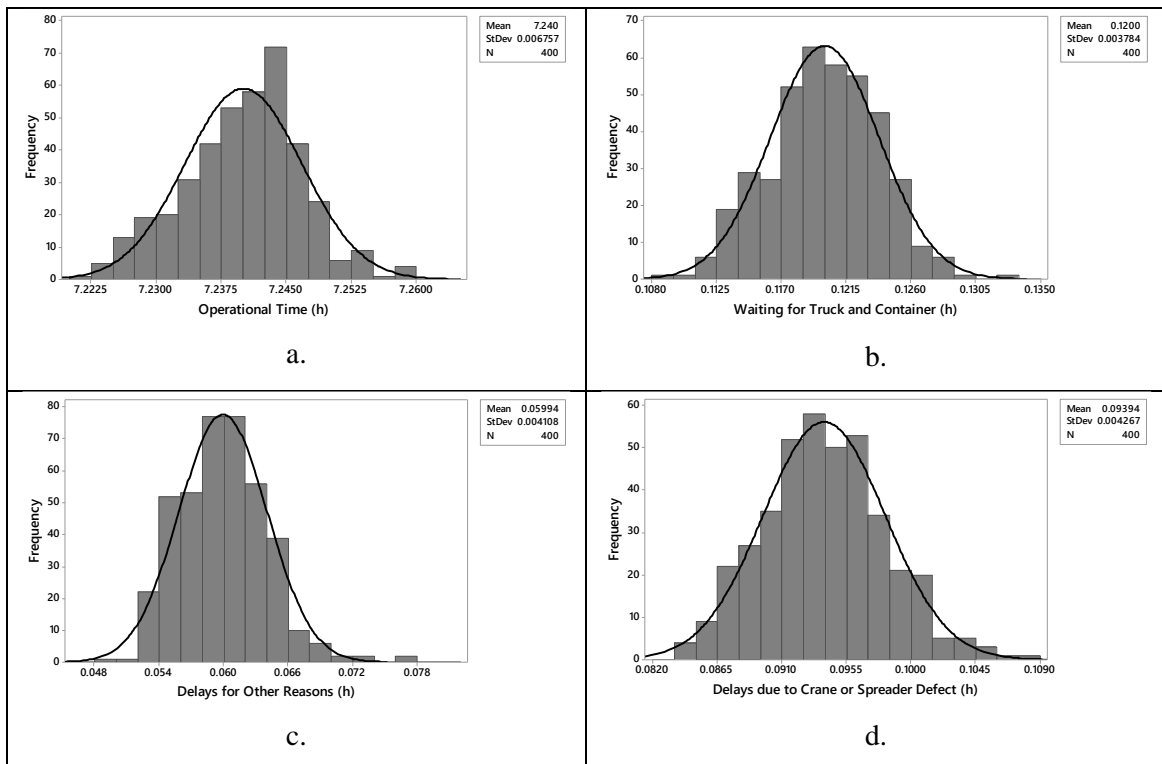 80
70
60
50
40
30
20
10
0
Frequency
7.2225 7.2300 7.2375 7.2450 7.2525 7.2600
Operational Time (h)
Mean 7.240
StDev 0.006757
N 400
a.
70
60
50
40
30
20
10
0
Frequency
0.1080 0.1125 0.1170 0.1215 0.1260 0.1305 0.1350
Waiting for Truck and Container (h)
Mean 0.1200
StDev 0.003784
N 400
b.
80
70
60
50
40
30
20
10
0
Frequency
0.048 0.054 0.060 0.066 0.072 0.078
Delays for Other Reasons (h)
Mean 0.05994
StDev 0.004108
N 400
c.
60
50
40
30
20
10
0
Frequency
0.0820 0.0865 0.0910 0.0955 0.1000 0.1045 0.1090
Delays due to Crane or Spreader Defect (h)
Mean 0.09394
StDev 0.004267
N 400
d.